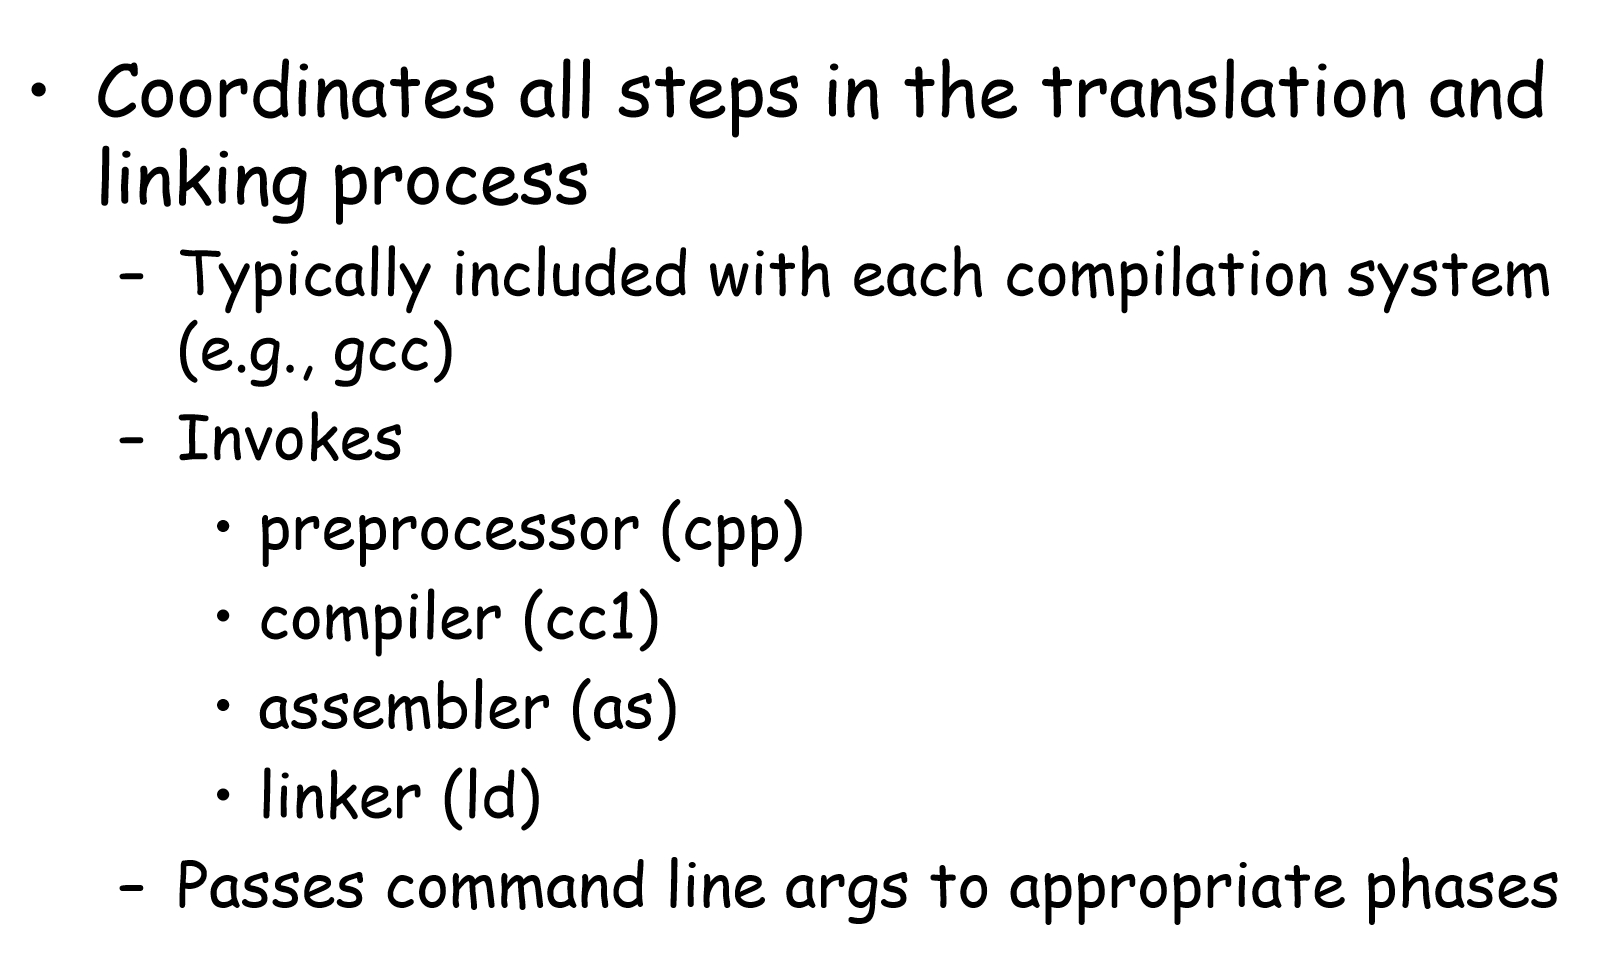 • Coordinates all steps in the translation and
linking process
– Typically included with each compilation system
(e.g., gcc)
– Invokes
• preprocessor (cpp)
• compiler (cc1)
• assembler (as)
• linker (ld)
– Passes command line args to appropriate phases